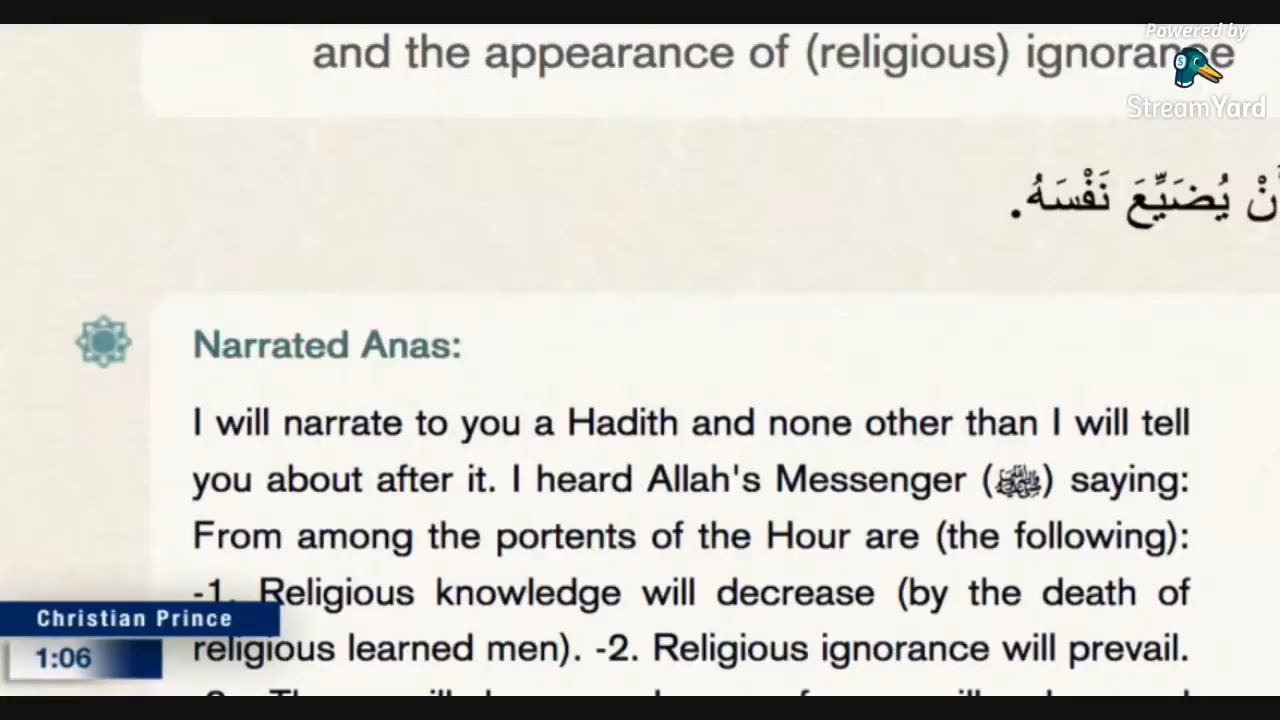 Powered by
and the appearance of (religious) ignorance
StreamYard
أَنْ يُضَيِّعَ نَفْسَهُ.
Narrated Anas:
I will narrate to you a Hadith and none other than I will tell
you about after it. I heard Allah's Messenger (ﷺ) saying:
From among the portents of the Hour are (the following):
-1. Religious knowledge will decrease (by the death of
religious learned men). -2. Religious ignorance will prevail.
Christian Prince
1:06